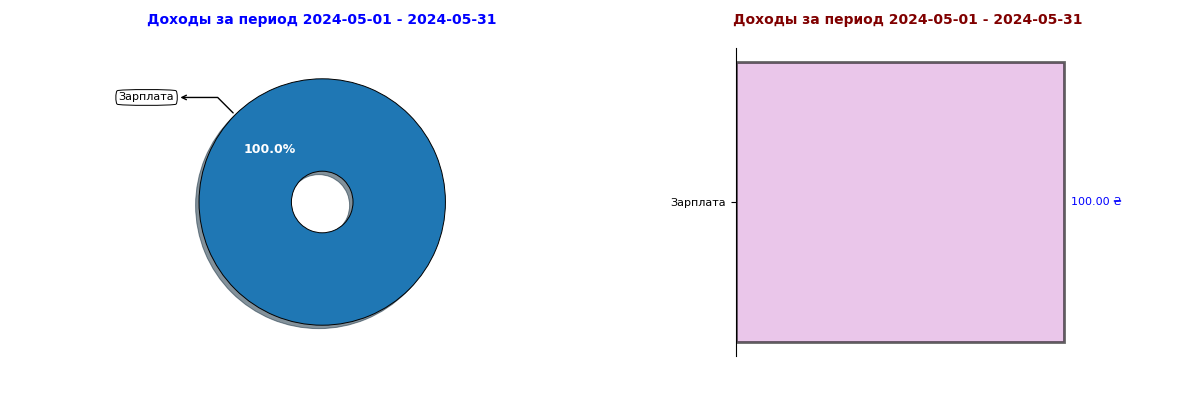 Доходы за период 2024-05-01 - 2024-05-31
Зарплата
100.0%
Доходы за период 2024-05-01 - 2024-05-31
Зарплата
100.00 ₴